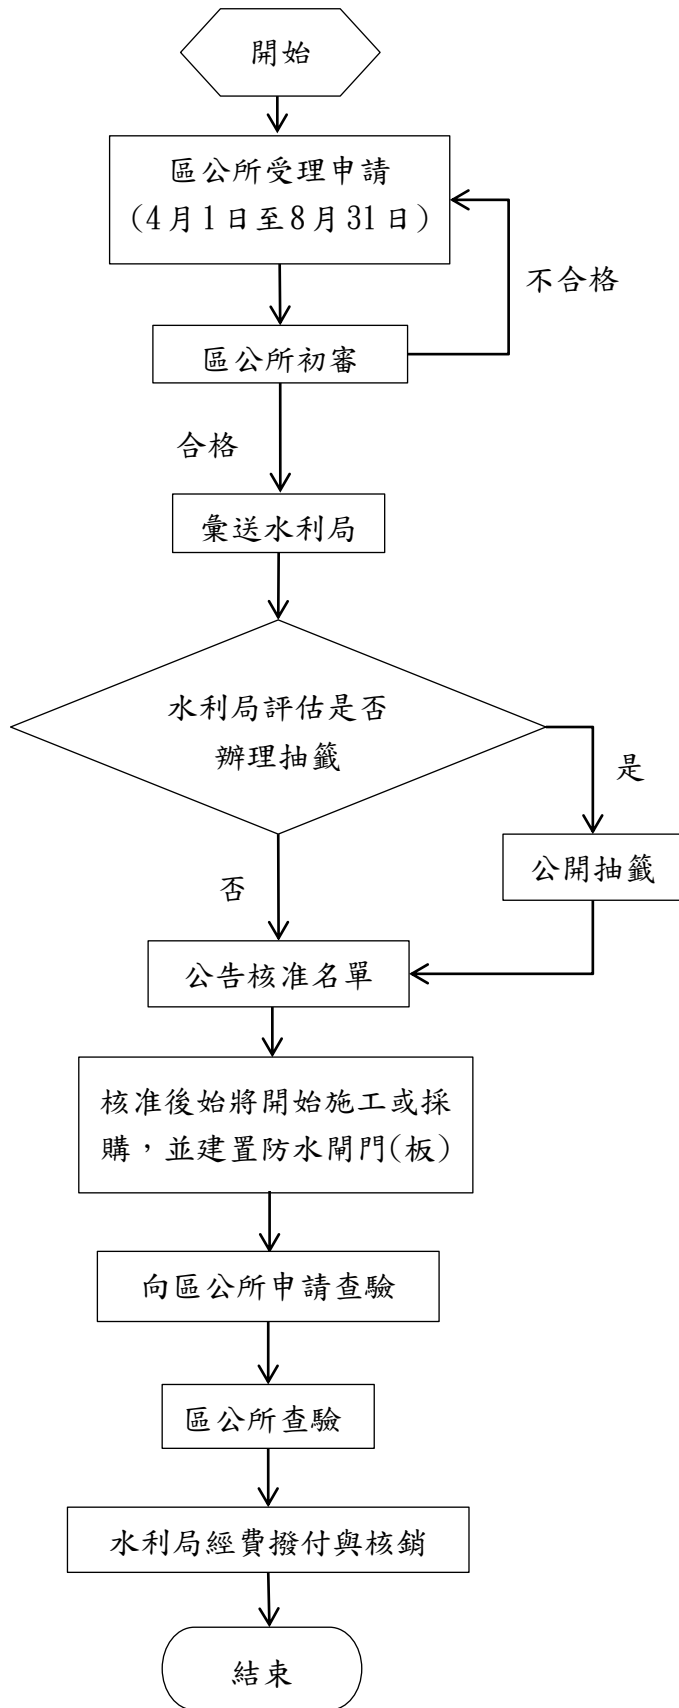 開始
區公所受理申請
（4月1日至8月31日）
不合格
區公所初審
合格
彙送水利局
水利局評估是否
辦理抽籤
是
公開抽籤
否
公告核准名單
核准後始將開始施工或採
購，並建置防水閘門(板)
向區公所申請查驗
區公所查驗
水利局經費撥付與核銷
結束